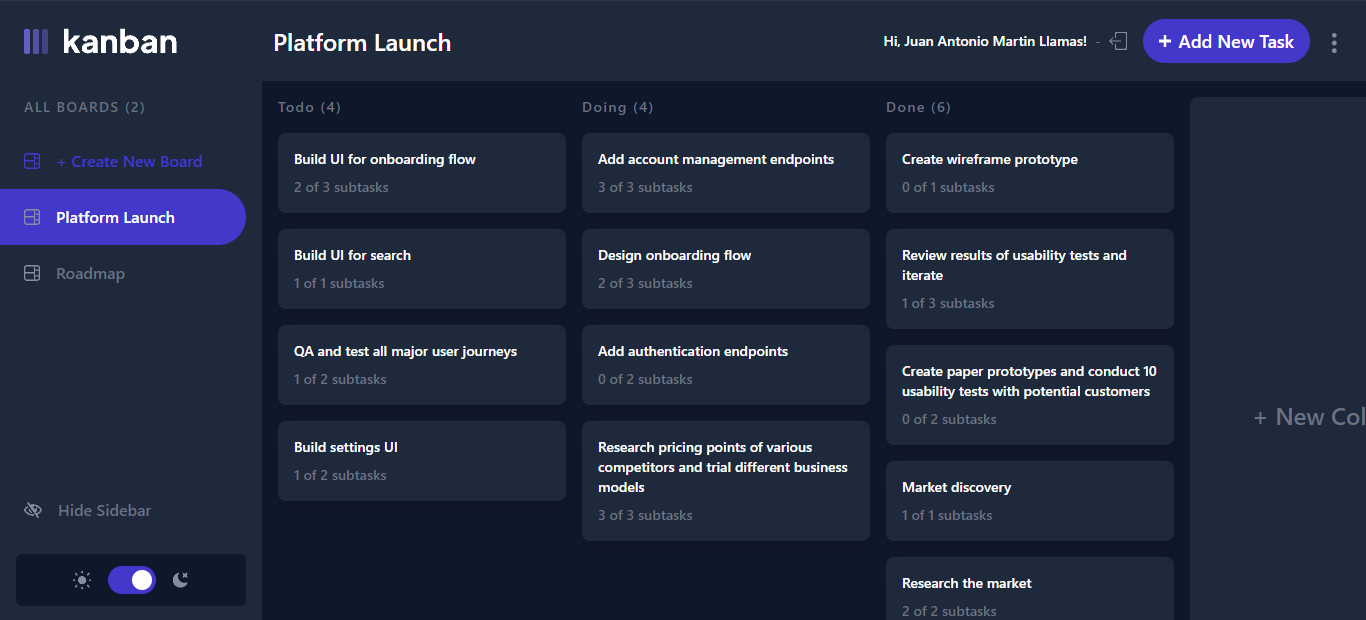 kanban
Platform Launch
Hi, Juan Antonio Martin Llamas! -
+ Add New Task
ALL BOARDS (2)
+ Create New Board
Platform Launch
Roadmap
Hide Sidebar
Todo (4)
Build UI for onboarding flow
2 of 3 subtasks
Build UI for search
1 of 1 subtasks
QA and test all major user journeys
1 of 2 subtasks
Build settings UI
1 of 2 subtasks
Doing (4)
Add account management endpoints
3 of 3 subtasks
Design onboarding flow
2 of 3 subtasks
Add authentication endpoints
0 of 2 subtasks
Research pricing points of various
competitors and trial different business
models
3 of 3 subtasks
Done (6)
Create wireframe prototype
0 of 1 subtasks
Review results of usability tests and
iterate
1 of 3 subtasks
Create paper prototypes and conduct 10
usability tests with potential customers
0 of 2 subtasks
Market discovery
1 of 1 subtasks
Research the market
2 of 2 subtasks
+ New Col